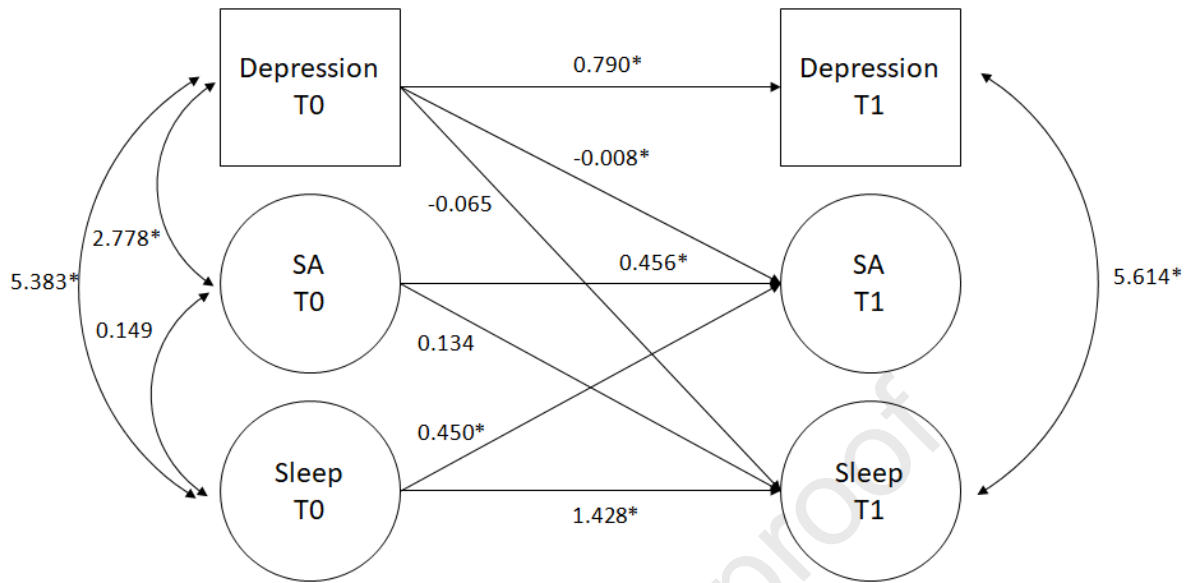 Depression
T0
0.790*
Depression
T1
-0.008*
-0.065
2.778*
SA
T0
0.456*
SA
T1
5.383*
5.614*
0.149
0.134
0.450*
Sleep
T0
1.428*
Sleep
T1
proof